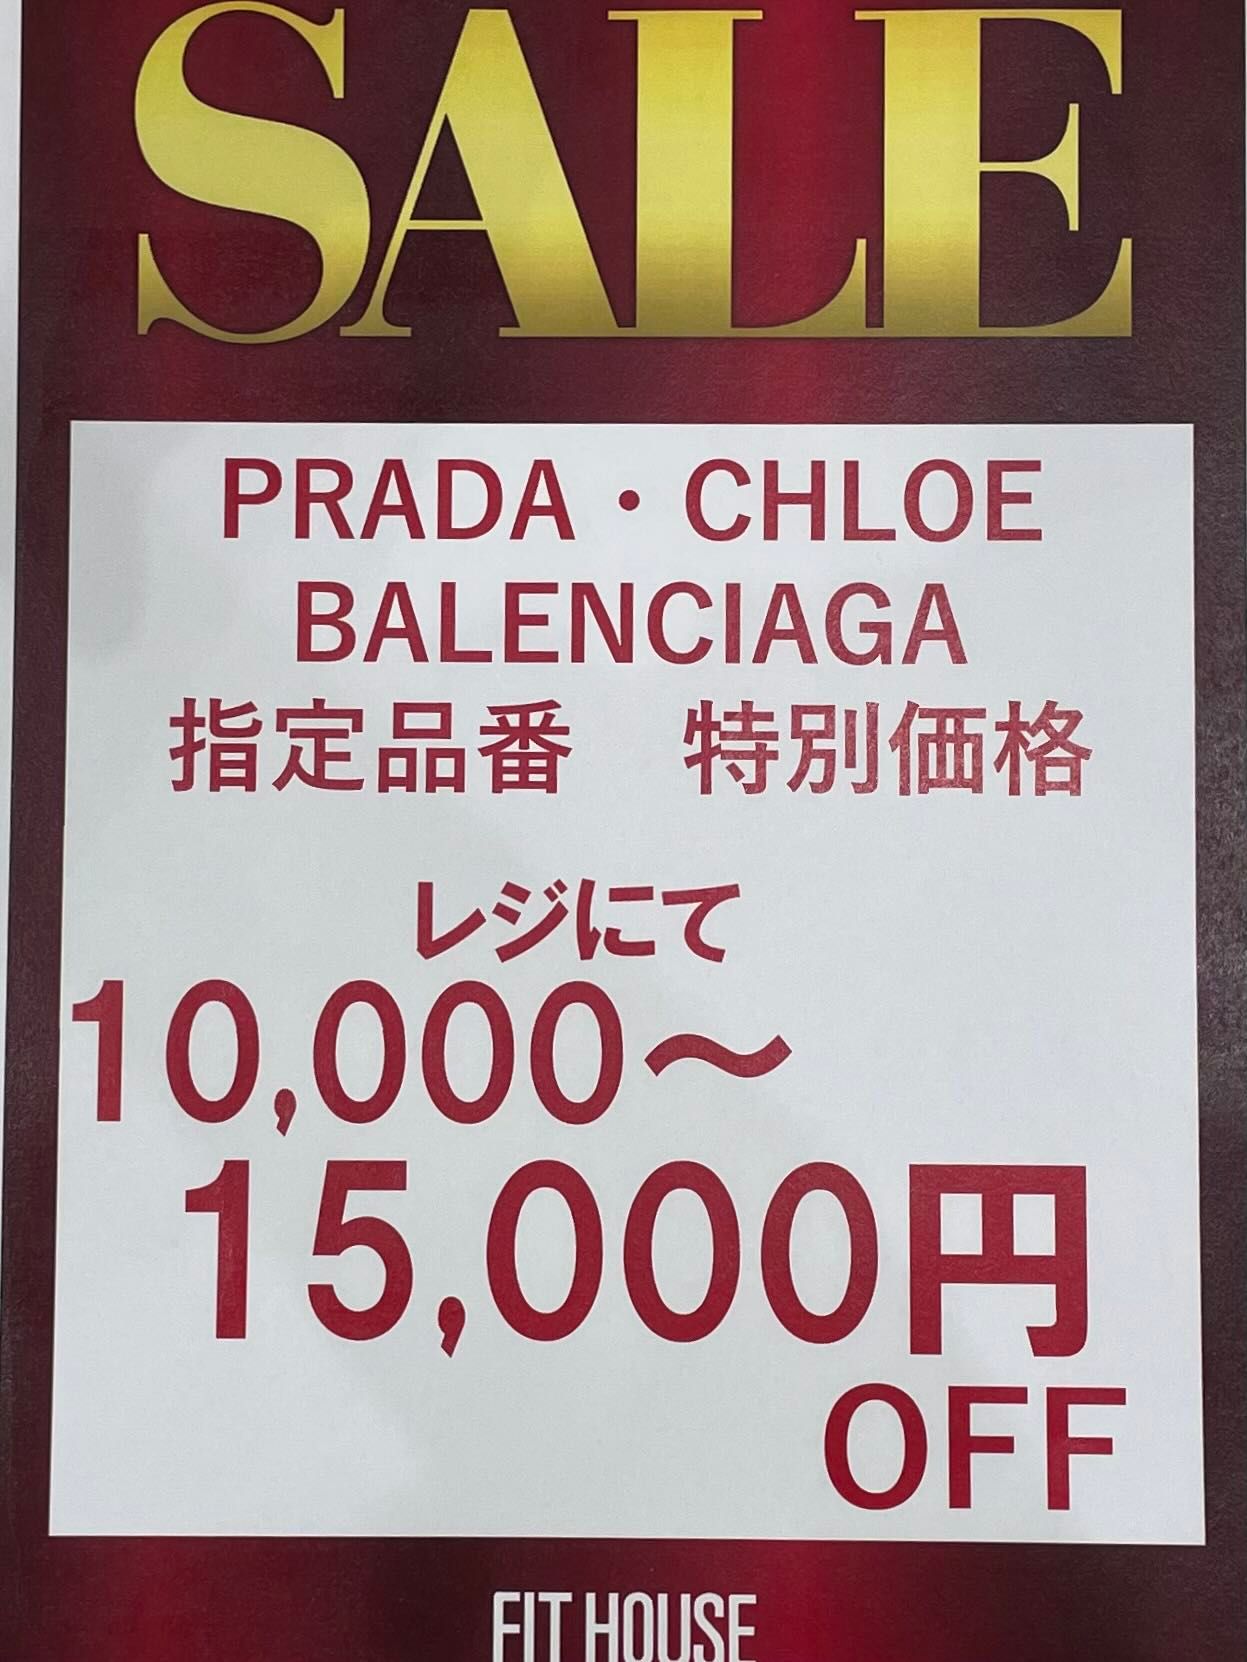 SALE
PRADA・CHLOE
BALENCIAGA
指定品番　特別価格
レジにて
10,000〜
15,000円
OFF
FIT HOUSE